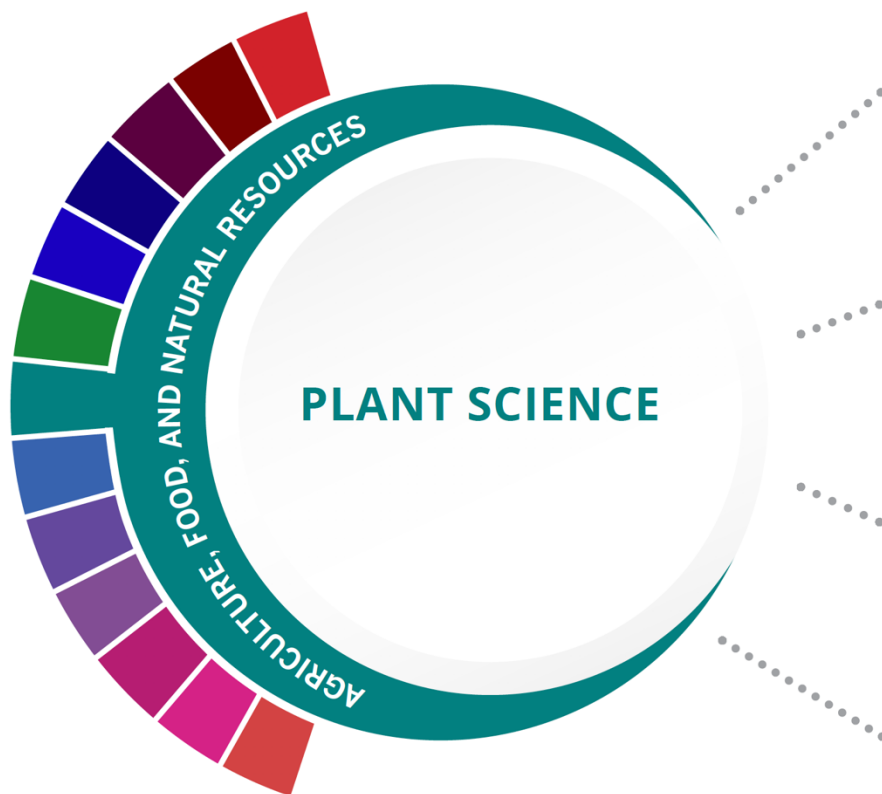 AGRICULTURE, FOOD, AND NATURAL RESOURCES
PLANT SCIENCE